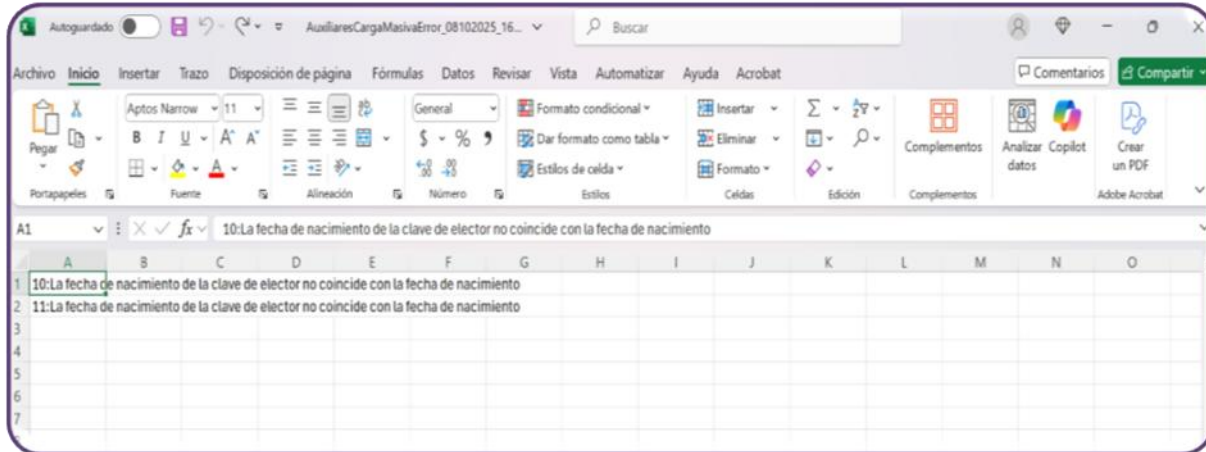 Autoguardado AuxiliaresCargaMasivaError_08102025_16... Buscar
Archivo Inicio Insertar Trazo Disposición de página Fórmulas Datos Revisar Vista Automatizar Ayuda Acrobat Comentarios Compartir
Pegar
Portapapeles
Aptos Narrow 11
B I U A A
A
Fuente
Alineación
General
$ % 
Número
Formato condicional
Dar formato como tabla
Estilos de celda
Estilos
Insertar
Eliminar
Formato
Celdas
Edición
Complementos
Complementos
Analizar datos
Copilot
Crear un PDF
Adobe Acrobat
A1 fx 10:La fecha de nacimiento de la clave de elector no coincide con la fecha de nacimiento
A B C D E F G H I J K L M N O
1 10:La fecha de nacimiento de la clave de elector no coincide con la fecha de nacimiento
2 11:La fecha de nacimiento de la clave de elector no coincide con la fecha de nacimiento
3
4
5
6
7